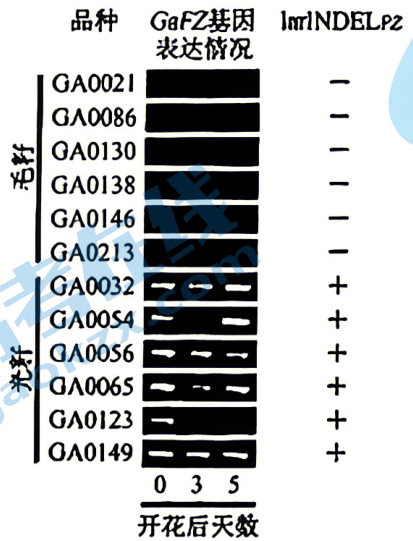 品种 GaFZ基因 lnrlNDELFZ
表达情况
毛籽
GA0021 −
GA0086 −
GA0130 −
GA0138 −
GA0146 −
GA0213 −
光籽
GA0032 +
GA0054 +
GA0056 +
GA0065 +
GA0123 +
GA0149 +
0 3 5
开花后天数